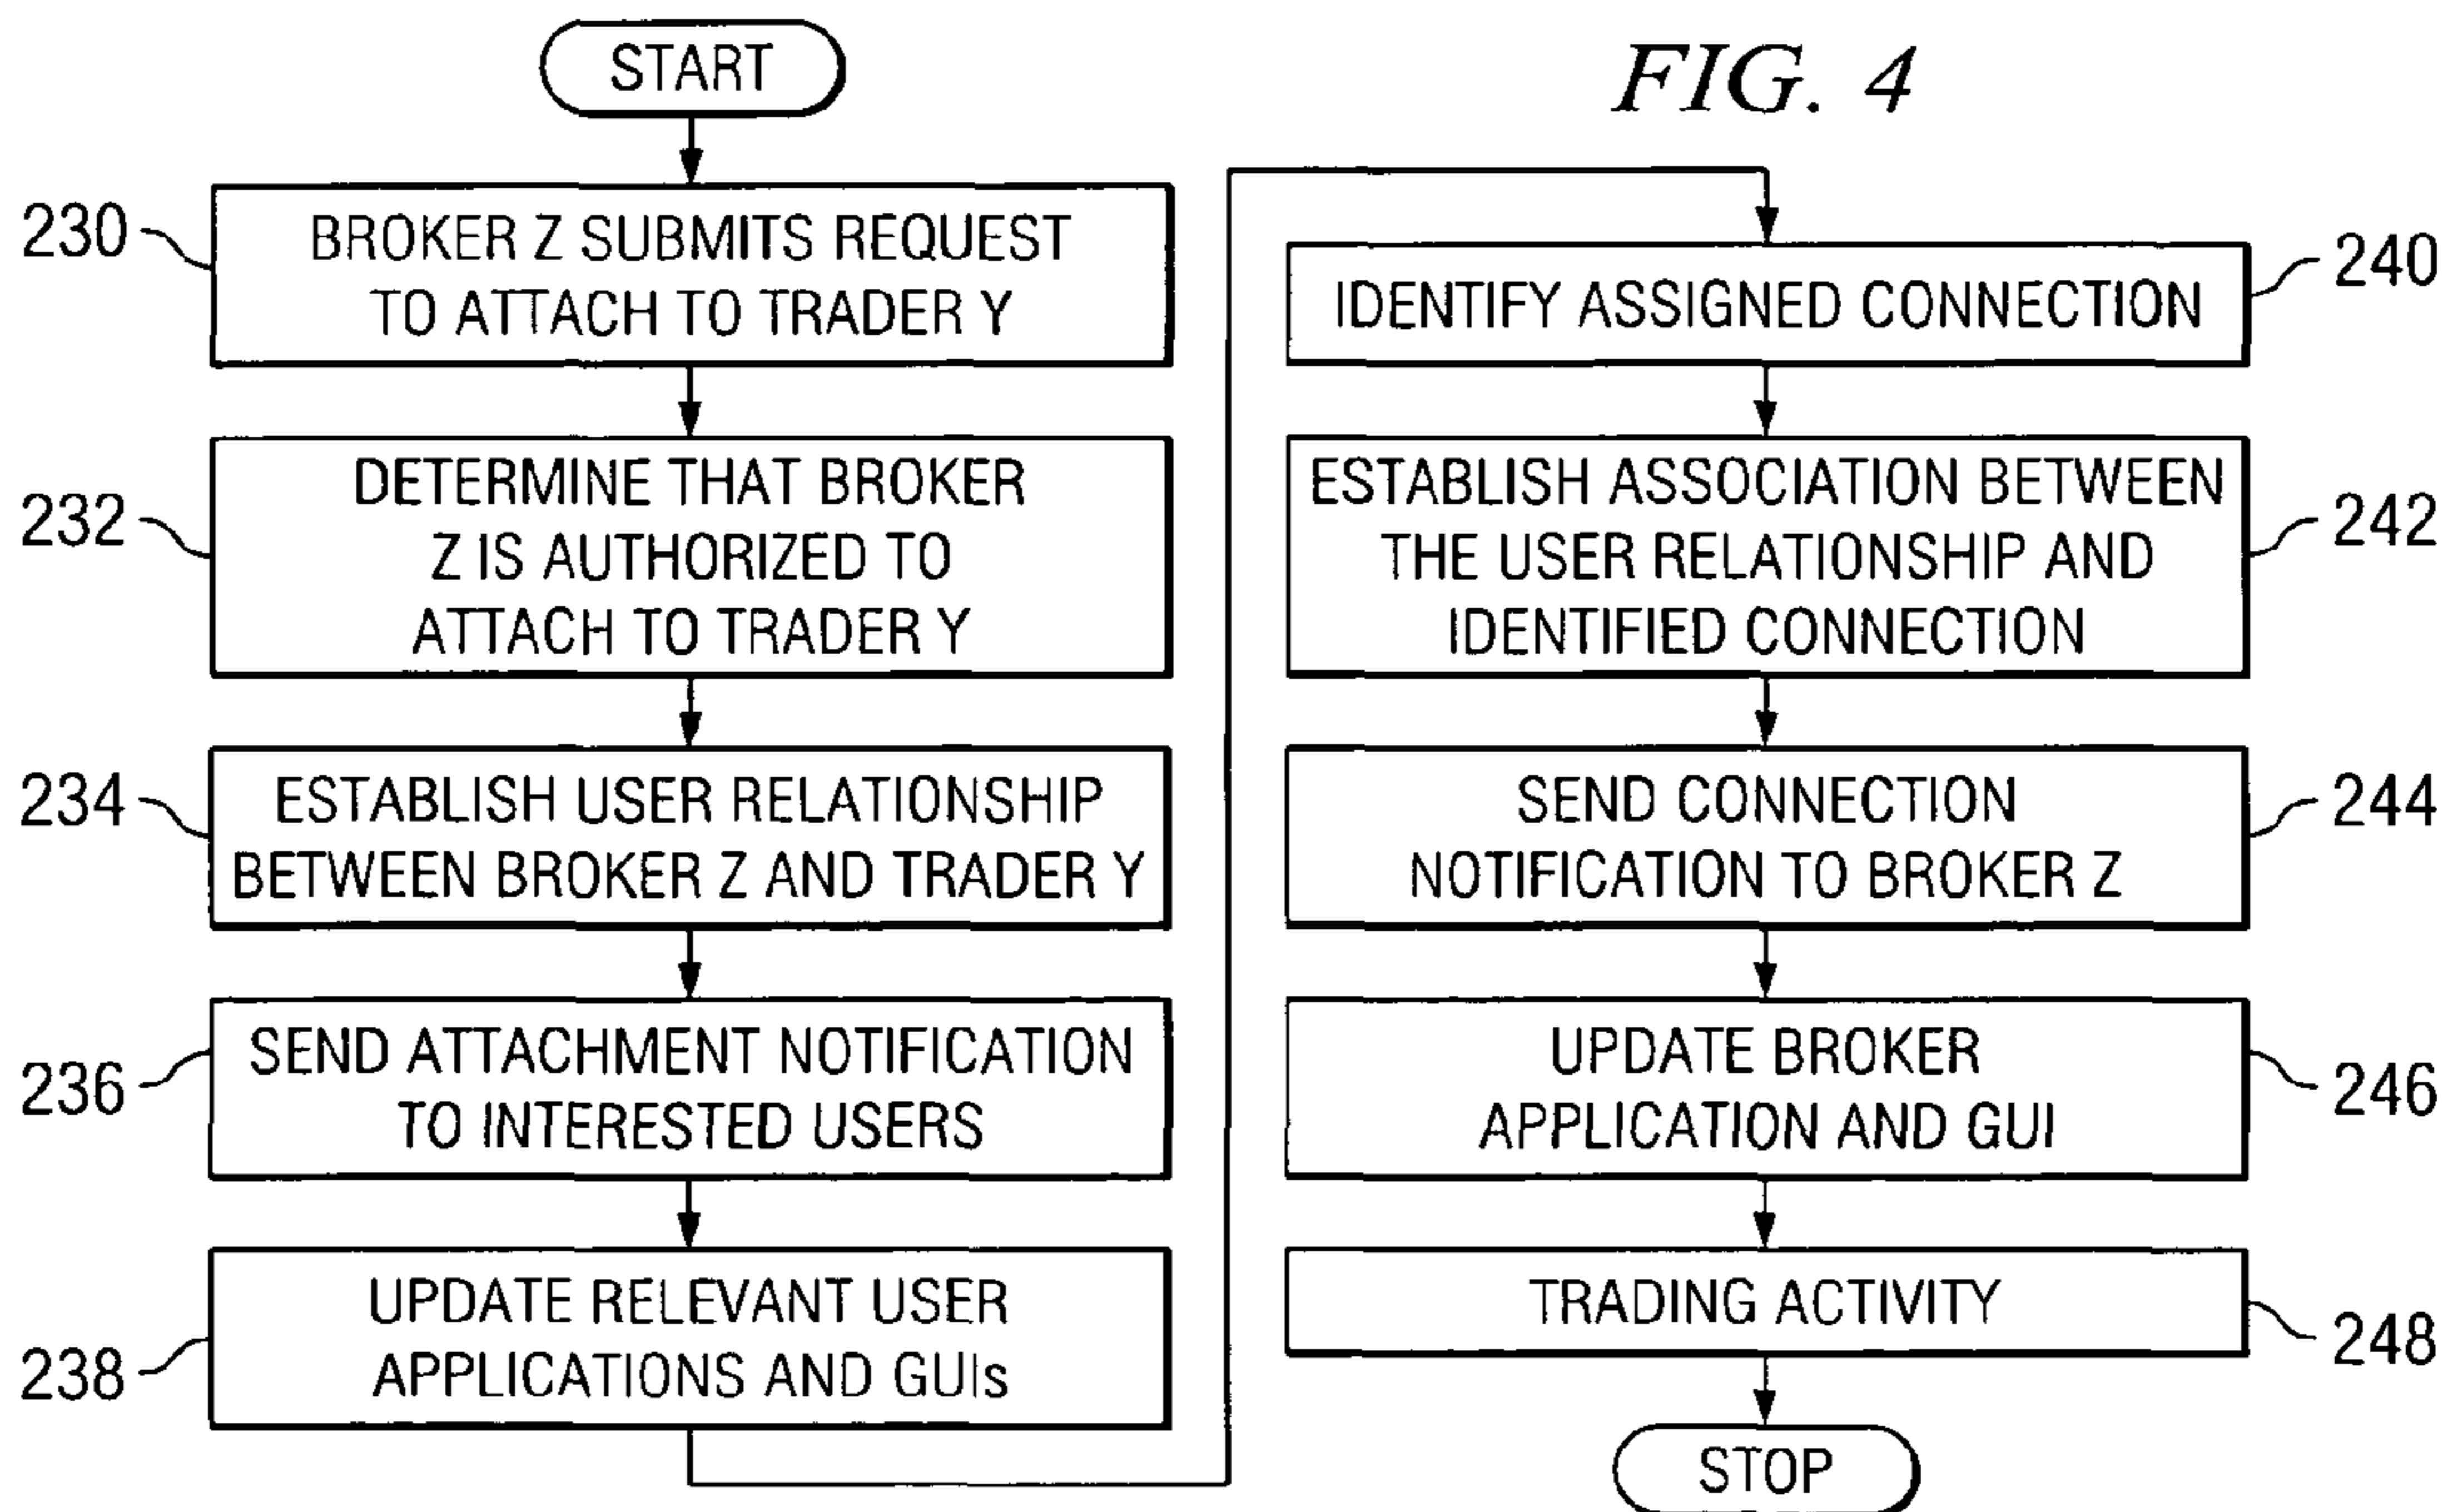 START
FIG. 4
230
BROKER Z SUBMITS REQUEST
TO ATTACH TO TRADER Y
232
DETERMINE THAT BROKER
Z IS AUTHORIZED TO
ATTACH TO TRADER Y
234
ESTABLISH USER RELATIONSHIP
BETWEEN BROKER Z AND TRADER Y
236
SEND ATTACHMENT NOTIFICATION
TO INTERESTED USERS
238
UPDATE RELEVANT USER
APPLICATIONS AND GUIs
IDENTIFY ASSIGNED CONNECTION
240
ESTABLISH ASSOCIATION BETWEEN
THE USER RELATIONSHIP AND
IDENTIFIED CONNECTION
242
SEND CONNECTION
NOTIFICATION TO BROKER Z
244
UPDATE BROKER
APPLICATION AND GUI
246
TRADING ACTIVITY
248
STOP